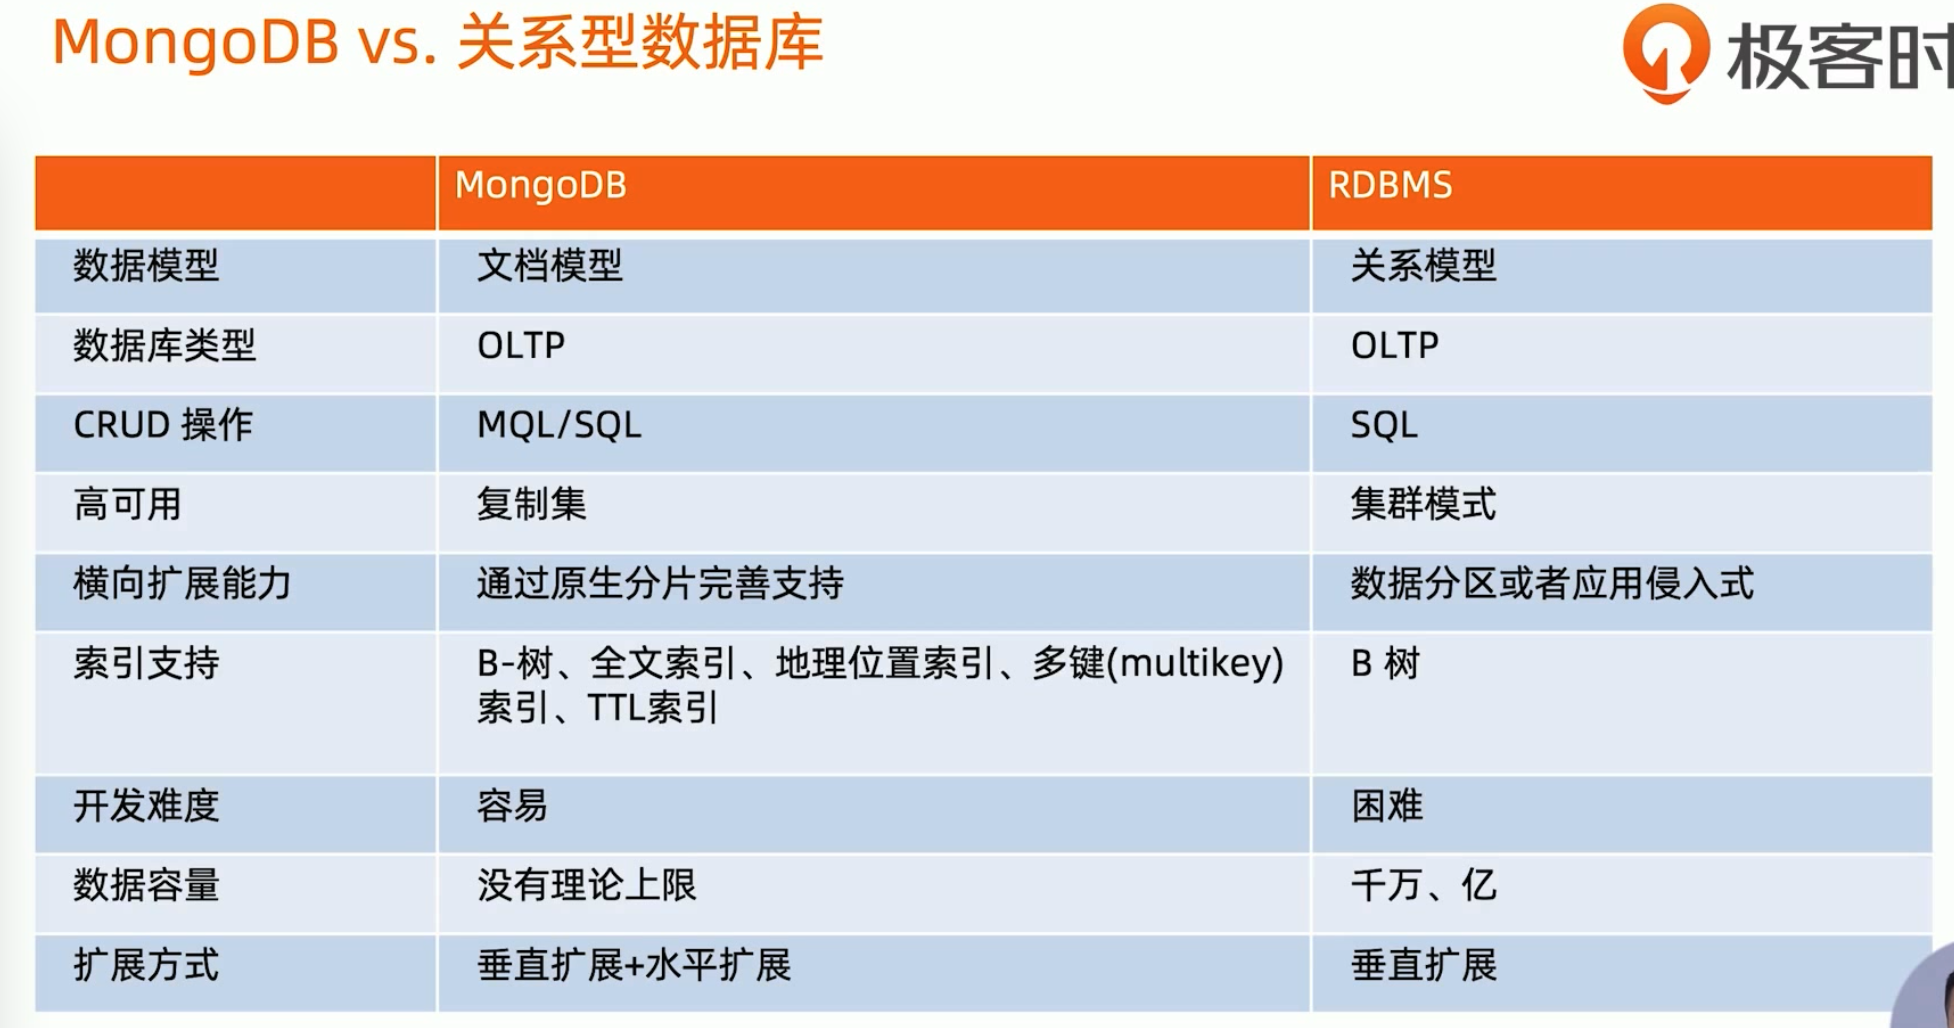 MongoDB vs. 关系型数据库
极客时
MongoDB RDBMS
数据模型 文档模型 关系模型
数据库类型 OLTP OLTP
CRUD 操作 MQL/SQL SQL
高可用 复制集 集群模式
横向扩展能力 通过原生分片完善支持 数据分区或者应用侵入式
索引支持 B-树、全文索引、地理位置索引、多键(multikey) B 树
索引、TTL索引
开发难度 容易 困难
数据容量 没有理论上限 千万、亿
扩展方式 垂直扩展+水平扩展 垂直扩展